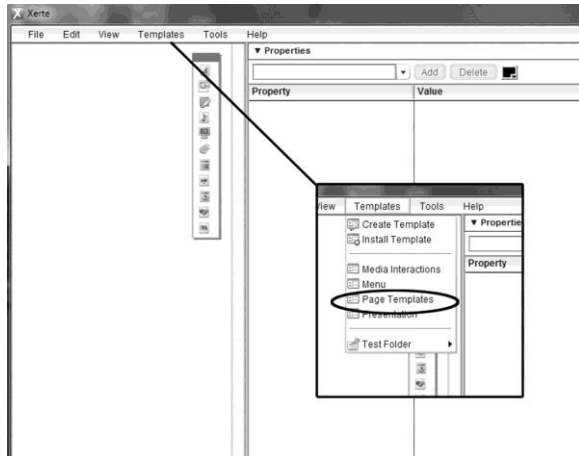 Xerte
File Edit View Templates Tools Help
▼ Properties
Add Delete
Property Value
View Templates Tools Help
Create Template
Install Template
▼ Propertie
Media Interactions
Property
Menu
Page Templates
Presentation
Test Folder